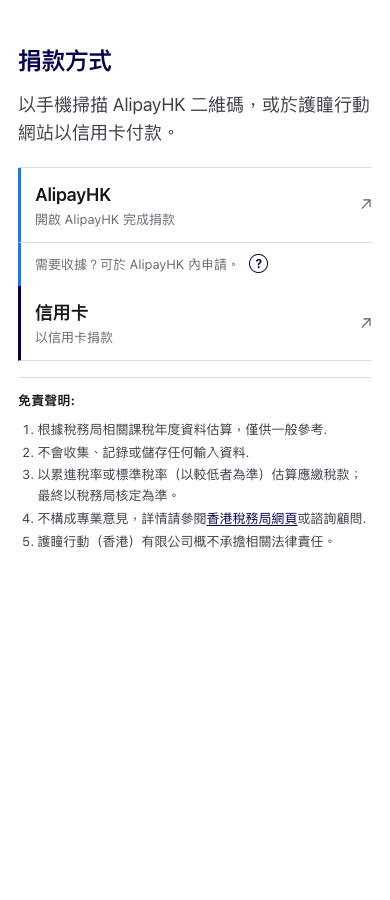 捐款方式
以手機掃描 AlipayHK 二維碼，或於護瞳行動
網站以信用卡付款。
AlipayHK
開啟 AlipayHK 完成捐款
需要收據？可於 AlipayHK 內申請。 ?
信用卡
以信用卡捐款
免責聲明:
1. 根據稅務局相關課稅年度資料估算，僅供一般參考.
2. 不會收集、記錄或儲存任何輸入資料.
3. 以累進稅率或標準稅率（以較低者為準）估算應繳稅款；
最終以稅務局核定為準。
4. 不構成專業意見，詳情請參閱香港稅務局網頁或諮詢顧問.
5. 護瞳行動（香港）有限公司概不承擔相關法律責任。